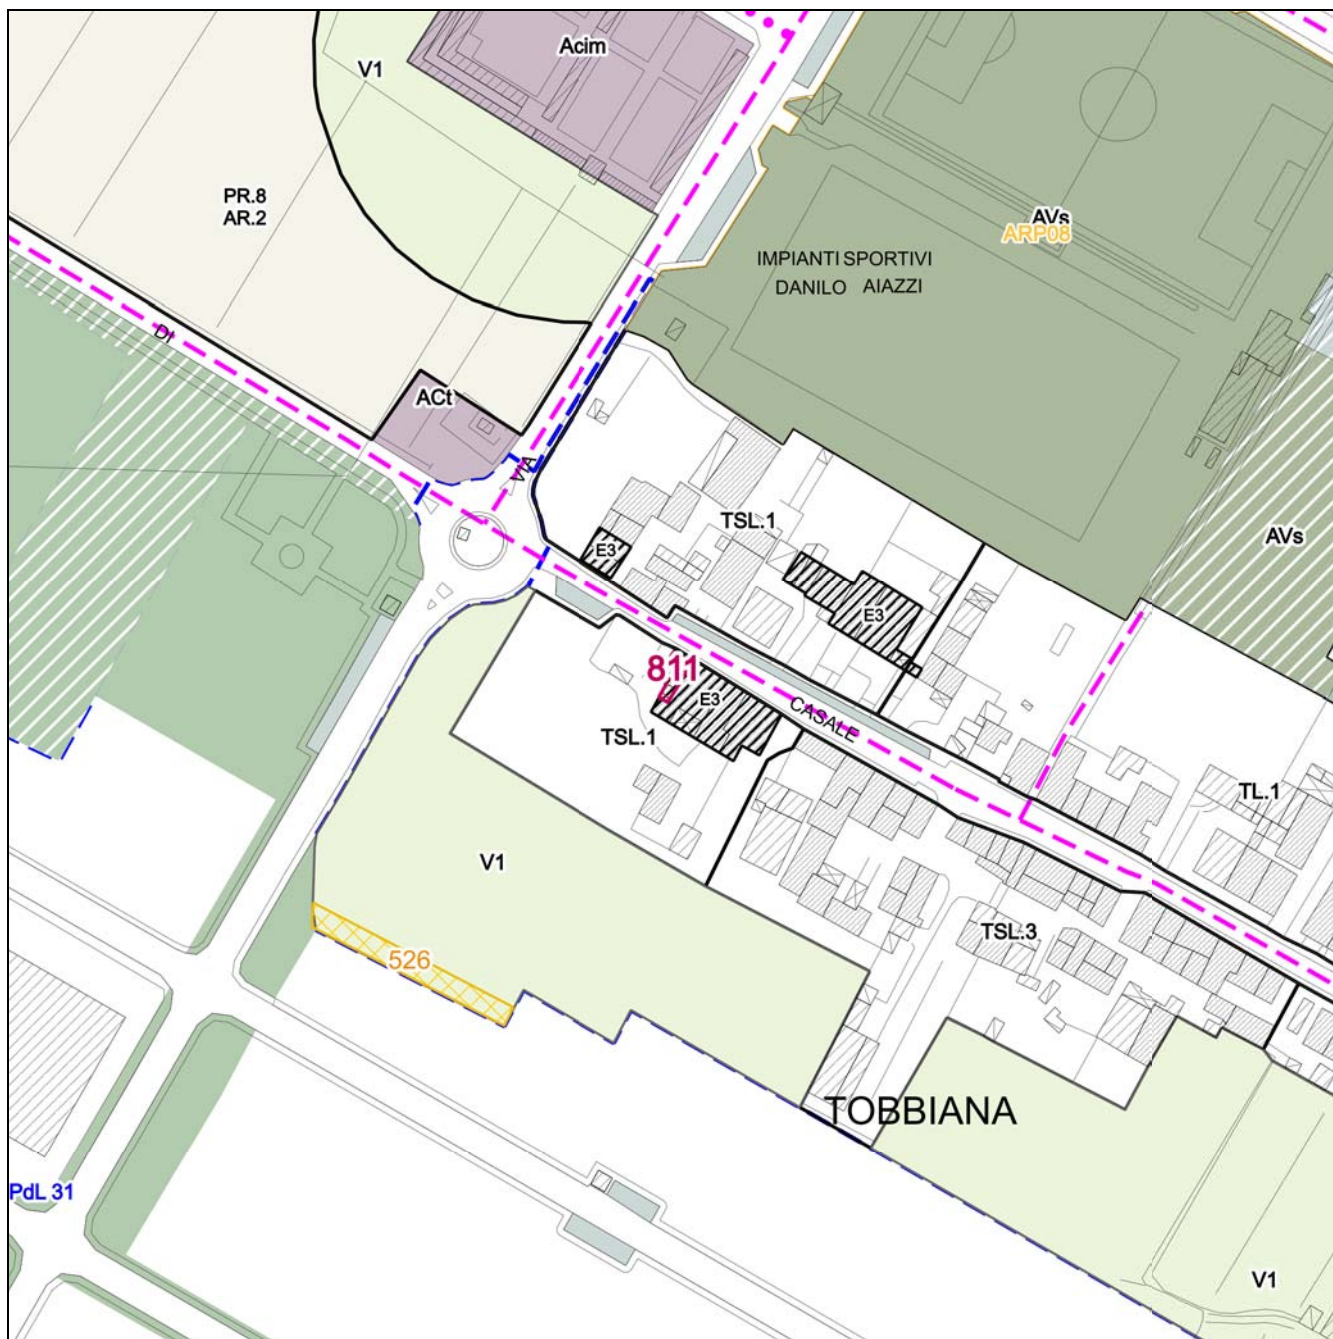 Acim
V1
PR.8
AR.2
AVs
ARP08
IMPIANTI SPORTIVI
DANILO AIAZZI
DI
ACt
VIA
TSL.1
AVs
E3
E3
811
E3
CASALE
TSL.1
TL.1
V1
TSL.3
526
TOBBIANA
PdL 31
V1